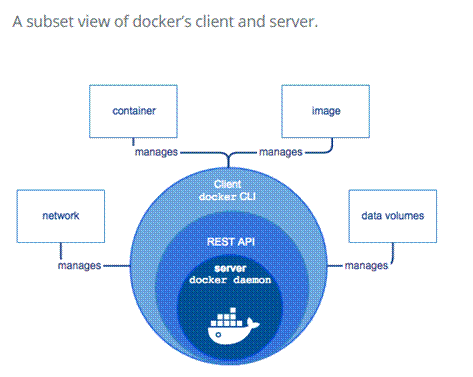 A subset view of docker’s client and server.
container
image
manages
manages
Client
docker CLI
network
data volumes
REST API
manages
manages
server
docker daemon